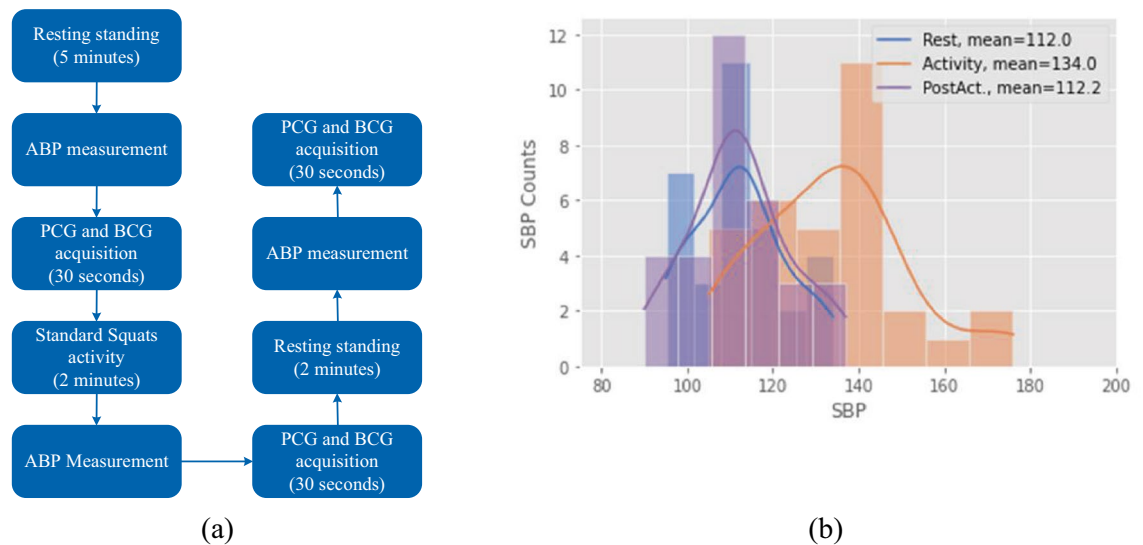 Resting standing
(5 minutes)
ABP measurement
PCG and BCG
acquisition
(30 seconds)
Standard Squats
activity
(2 minutes)
ABP Measurement
PCG and BCG
acquisition
(30 seconds)
Resting standing
(2 minutes)
ABP measurement
PCG and BCG
acquisition
(30 seconds)
(a)
Rest, mean=112.0
Activity, mean=134.0
PostAct., mean=112.2
SBP Counts
12
10
8
6
4
2
0
80 100 120 140 160 180 200
SBP
(b)